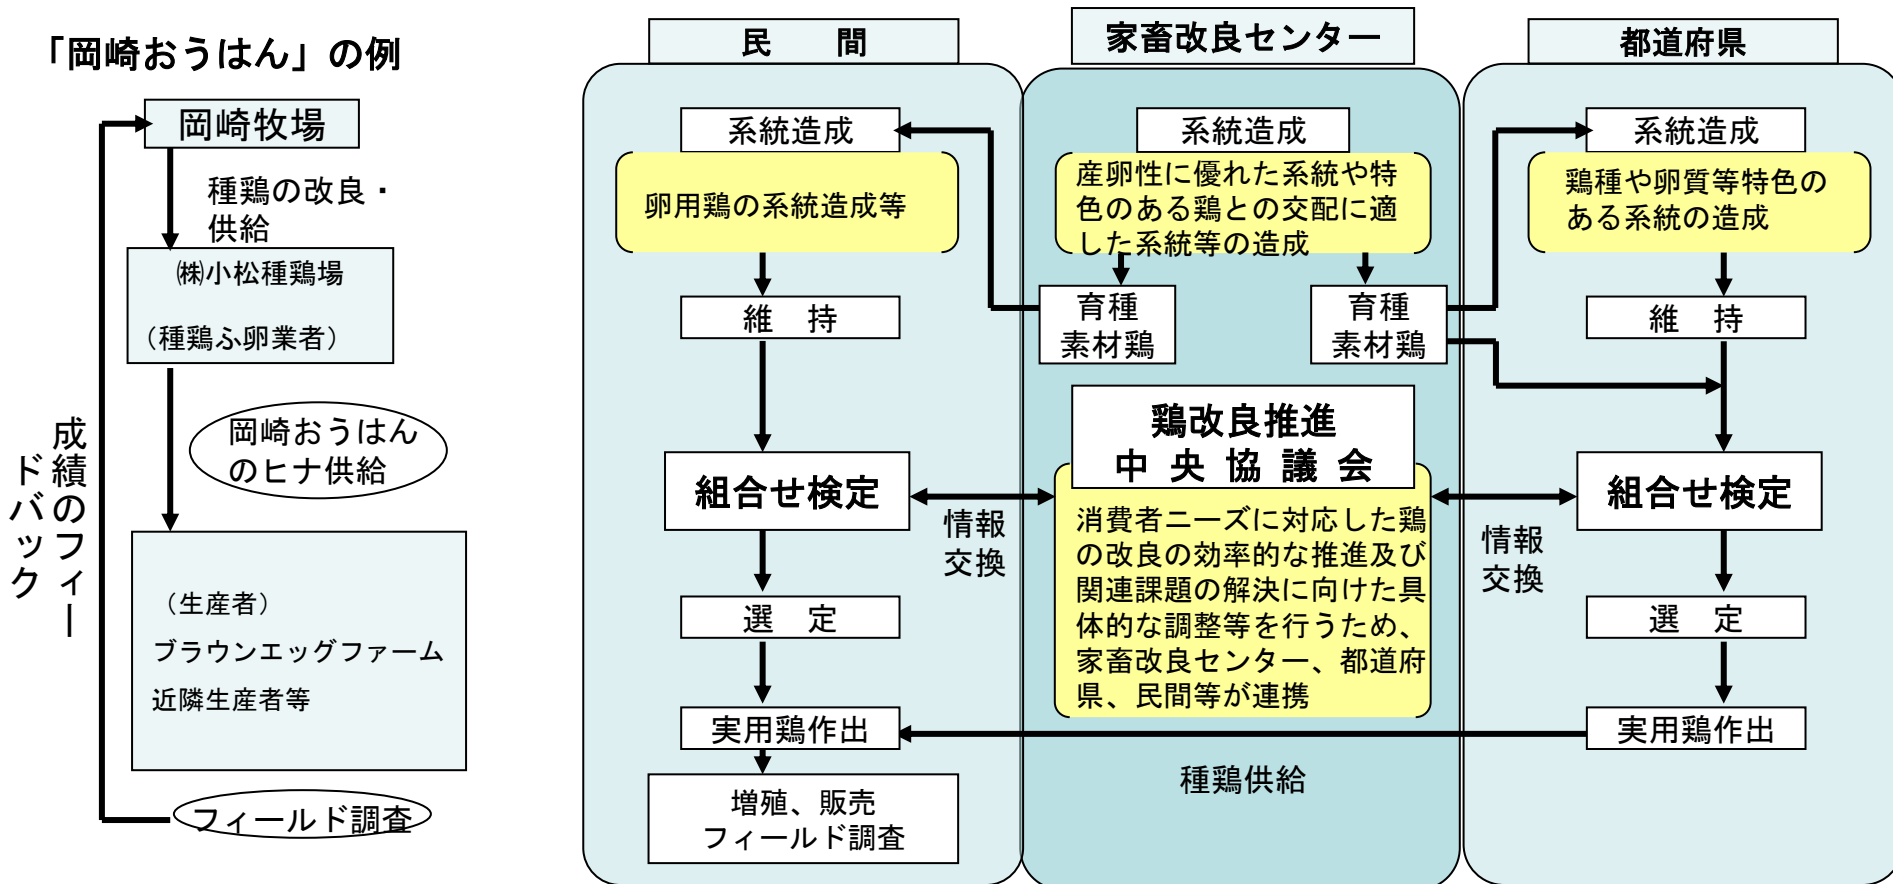 「岡崎おうはん」の例
岡崎牧場
種鶏の改良・
供給
㈱小松種鶏場
（種鶏ふ卵業者）
岡崎おうはん
のヒナ供給
成績のフィー
ドバック
（生産者）
ブラウンエッグファーム
近隣生産者等
フィールド調査
民　間
系統造成
卵用鶏の系統造成等
維　持
組合せ検定
選　定
実用鶏作出
増殖、販売
フィールド調査
情報
交換
家畜改良センター
系統造成
産卵性に優れた系統や特
色のある鶏との交配に適
した系統等の造成
育種
素材鶏
育種
素材鶏
鶏改良推進
中央協議会
消費者ニーズに対応した鶏
の改良の効率的な推進及び
関連課題の解決に向けた具
体的な調整等を行うため、
家畜改良センター、都道府
県、民間等が連携
種鶏供給
情報
交換
都道府県
系統造成
鶏種や卵質等特色の
ある系統の造成
維　持
組合せ検定
選　定
実用鶏作出